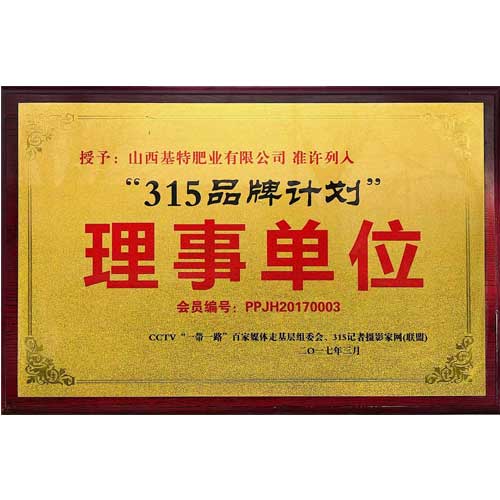 授予：山西基特肥业有限公司 准许列入
“315品牌计划”
理事单位
会员编号：PPJH20170003
CCTV“一带一路”百家媒体走基层组委会、315记者摄影家网(联盟)
二〇一七年三月